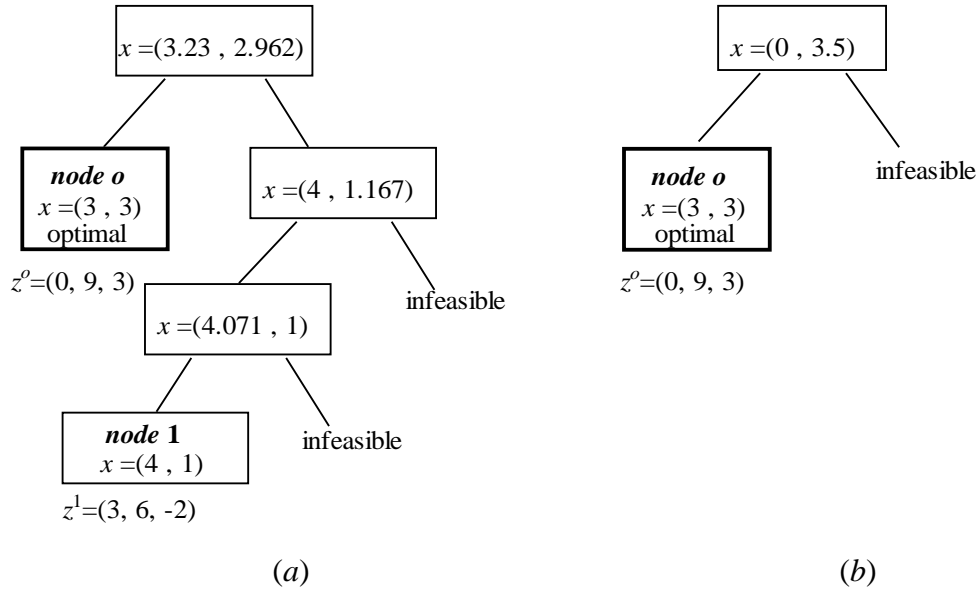 x =(3.23 , 2.962)
node o
x =(3 , 3)
optimal
z^o=(0, 9, 3)
x =(4 , 1.167)
infeasible
x =(4.071 , 1)
node 1
x =(4 , 1)
infeasible
z^1=(3, 6, -2)
(a)
x =(0 , 3.5)
node o
x =(3 , 3)
optimal
infeasible
z^o=(0, 9, 3)
(b)